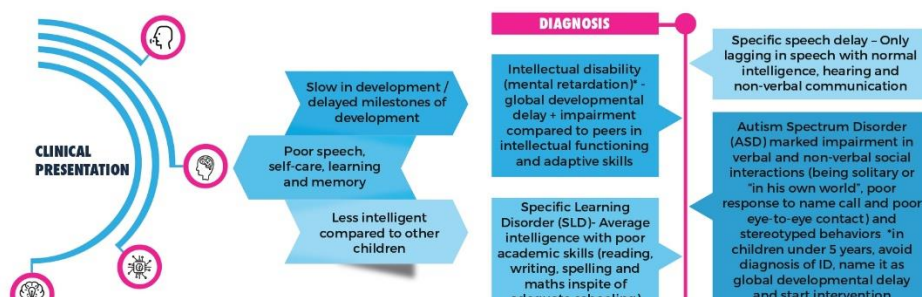 CLINICAL
PRESENTATION
Slow in development /
delayed milestones of
development
Poor speech,
self-care, learning
and memory
Less intelligent
compared to other
children
DIAGNOSIS
Intellectual disability
(mental retardation)* -
global developmental
delay + impairment
compared to peers in
intellectual functioning
and adaptive skills
Specific Learning
Disorder (SLD)- Average
intelligence with poor
academic skills (reading,
writing, spelling and
maths inspite of
adequate schooling)
Specific speech delay – Only
lagging in speech with normal
intelligence, hearing and
non-verbal communication
Autism Spectrum Disorder
(ASD) marked impairment in
verbal and non-verbal social
interactions (being solitary or
"in his own world", poor
response to name call and poor
eye-to-eye contact) and
stereotyped behaviors *in
children under 5 years, avoid
diagnosis of ID, name it as
global developmental delay
and start intervention